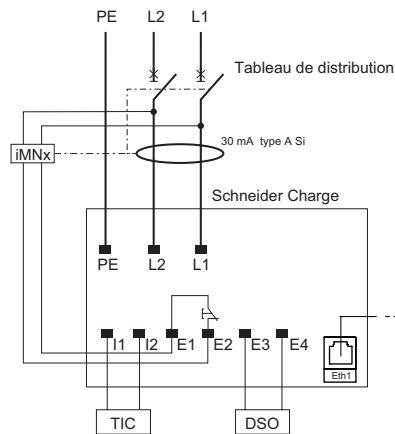 PE L2 L1
Tableau de distribution
30 mA type A Si
iMNx
Schneider Charge
PE L2 L1
I1 I2 E1 E2 E3 E4
Eth1
TIC DSO